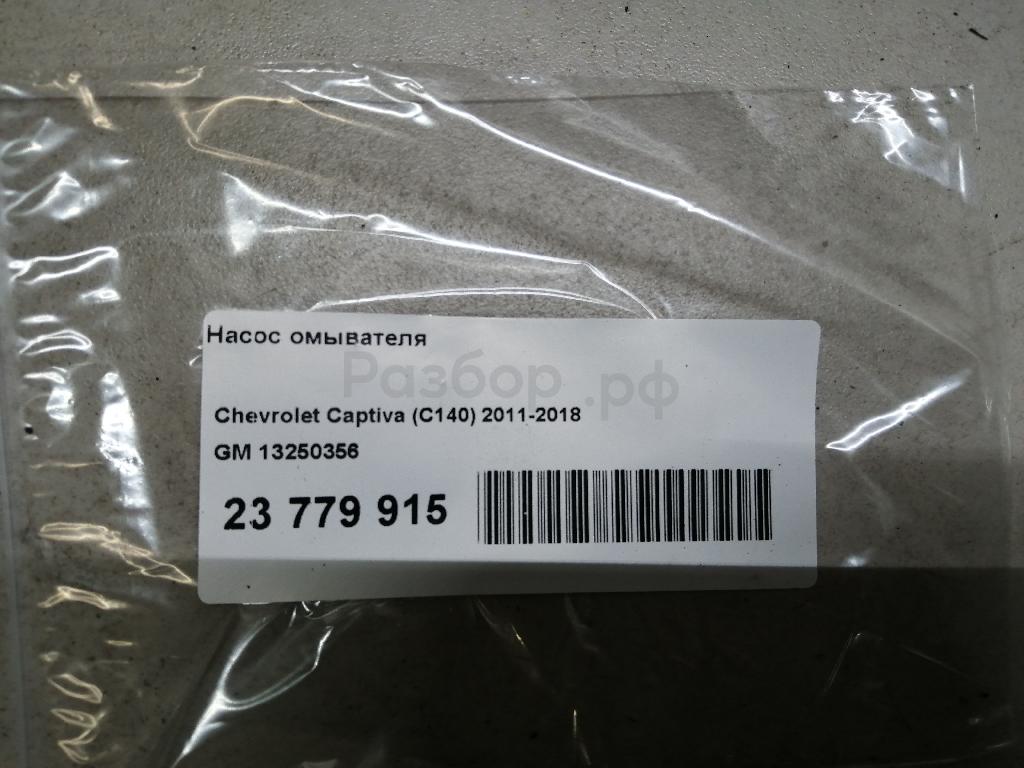 Насос омывателя
Разбор.рф
Chevrolet Captiva (C140) 2011-2018
GM 13250356
23 779 915